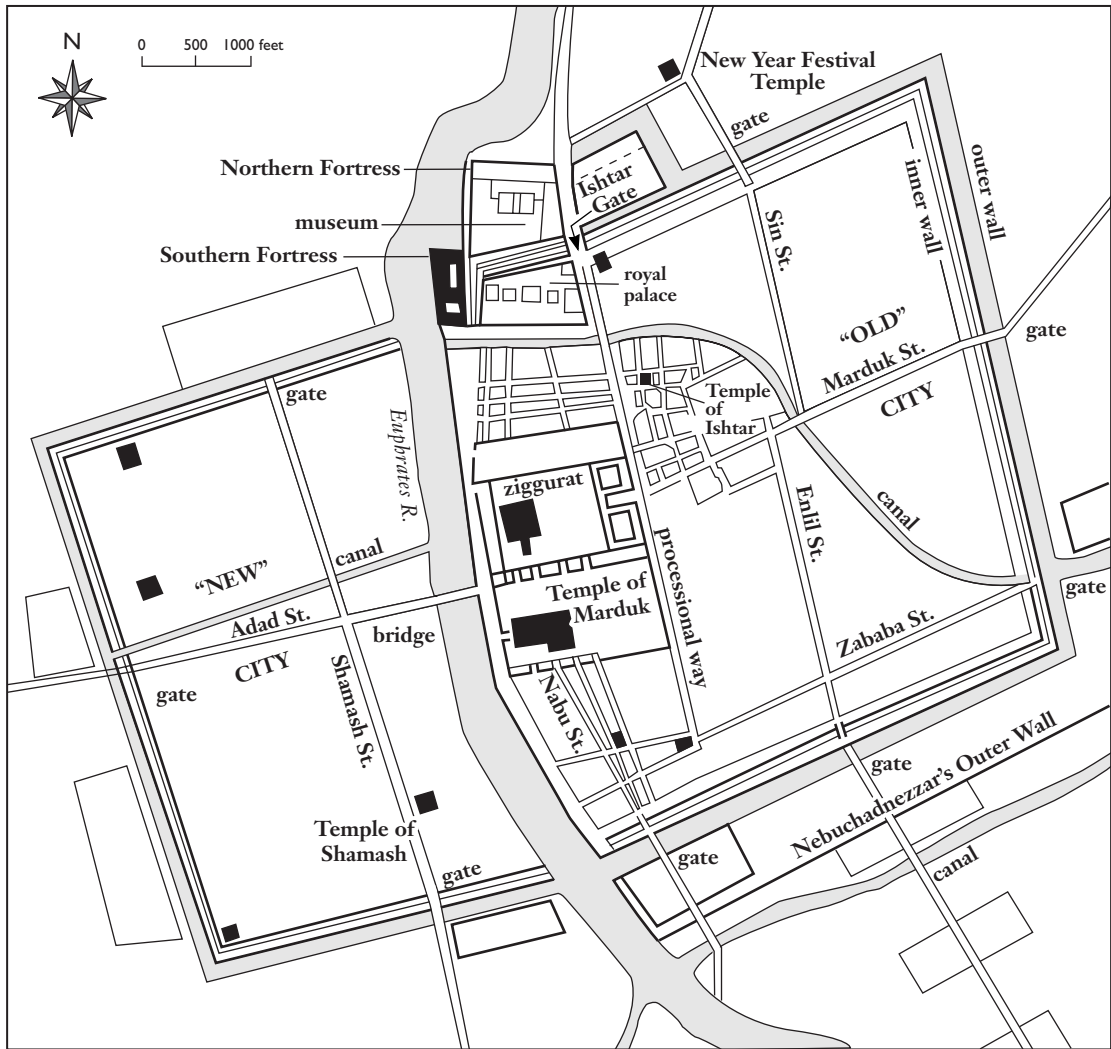 N
0 500 1000 feet
New Year Festival
Temple
gate
Northern Fortress
Ishtar
Gate
museum
Southern Fortress
royal
palace
Sin St.
inner wall
outer wall
"OLD"
Marduk St.
CITY
gate
gate
Euphrates R.
Temple
of
Ishtar
ziggurat
Enlil St.
canal
processional way
canal
"NEW"
Adad St.
CITY
bridge
Temple of
Marduk
gate
Zababa St.
gate
Shamash St.
Nabu St.
gate
Nebuchadnezzar's Outer Wall
Temple of
Shamash
gate
gate
canal